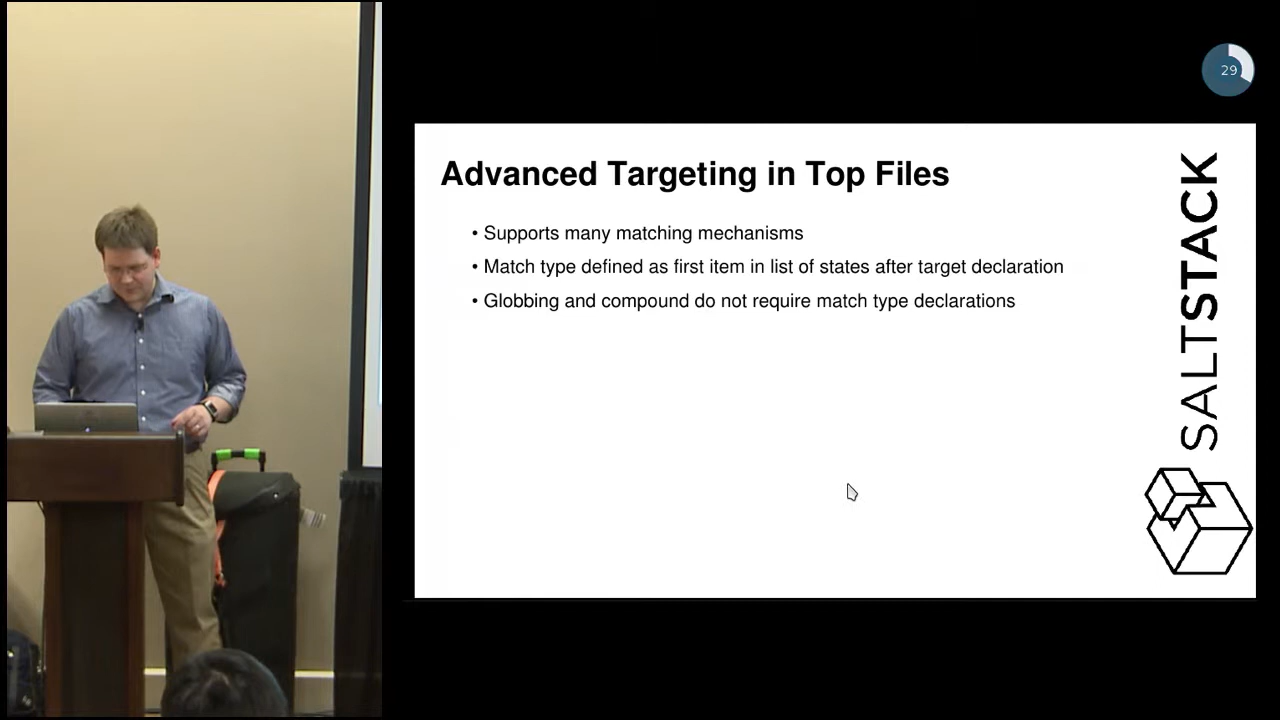 29
Advanced Targeting in Top Files
• Supports many matching mechanisms
• Match type defined as first item in list of states after target declaration
• Globbing and compound do not require match type declarations
SALTSTACK